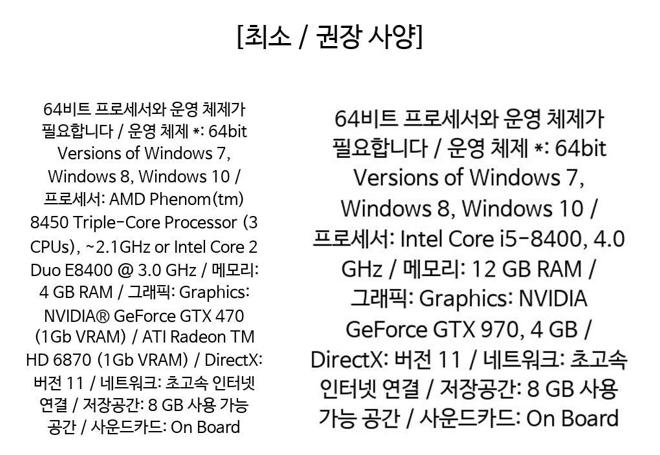 [최소 / 권장 사양]
64비트 프로세서와 운영 체제가
필요합니다 / 운영 체제 *: 64bit
Versions of Windows 7,
Windows 8, Windows 10 /
프로세서: AMD Phenom(tm)
8450 Triple-Core Processor (3
CPUs), ~2.1GHz or Intel Core 2
Duo E8400 @ 3.0 GHz / 메모리:
4 GB RAM / 그래픽: Graphics:
NVIDIA® GeForce GTX 470
(1Gb VRAM) / ATI Radeon TM
HD 6870 (1Gb VRAM) / DirectX:
버전 11 / 네트워크: 초고속 인터넷
연결 / 저장공간: 8 GB 사용 가능
공간 / 사운드카드: On Board
64비트 프로세서와 운영 체제가
필요합니다 / 운영 체제 *: 64bit
Versions of Windows 7,
Windows 8, Windows 10 /
프로세서: Intel Core i5-8400, 4.0
GHz / 메모리: 12 GB RAM /
그래픽: Graphics: NVIDIA
GeForce GTX 970, 4 GB /
DirectX: 버전 11 / 네트워크: 초고속
인터넷 연결 / 저장공간: 8 GB 사용
가능 공간 / 사운드카드: On Board